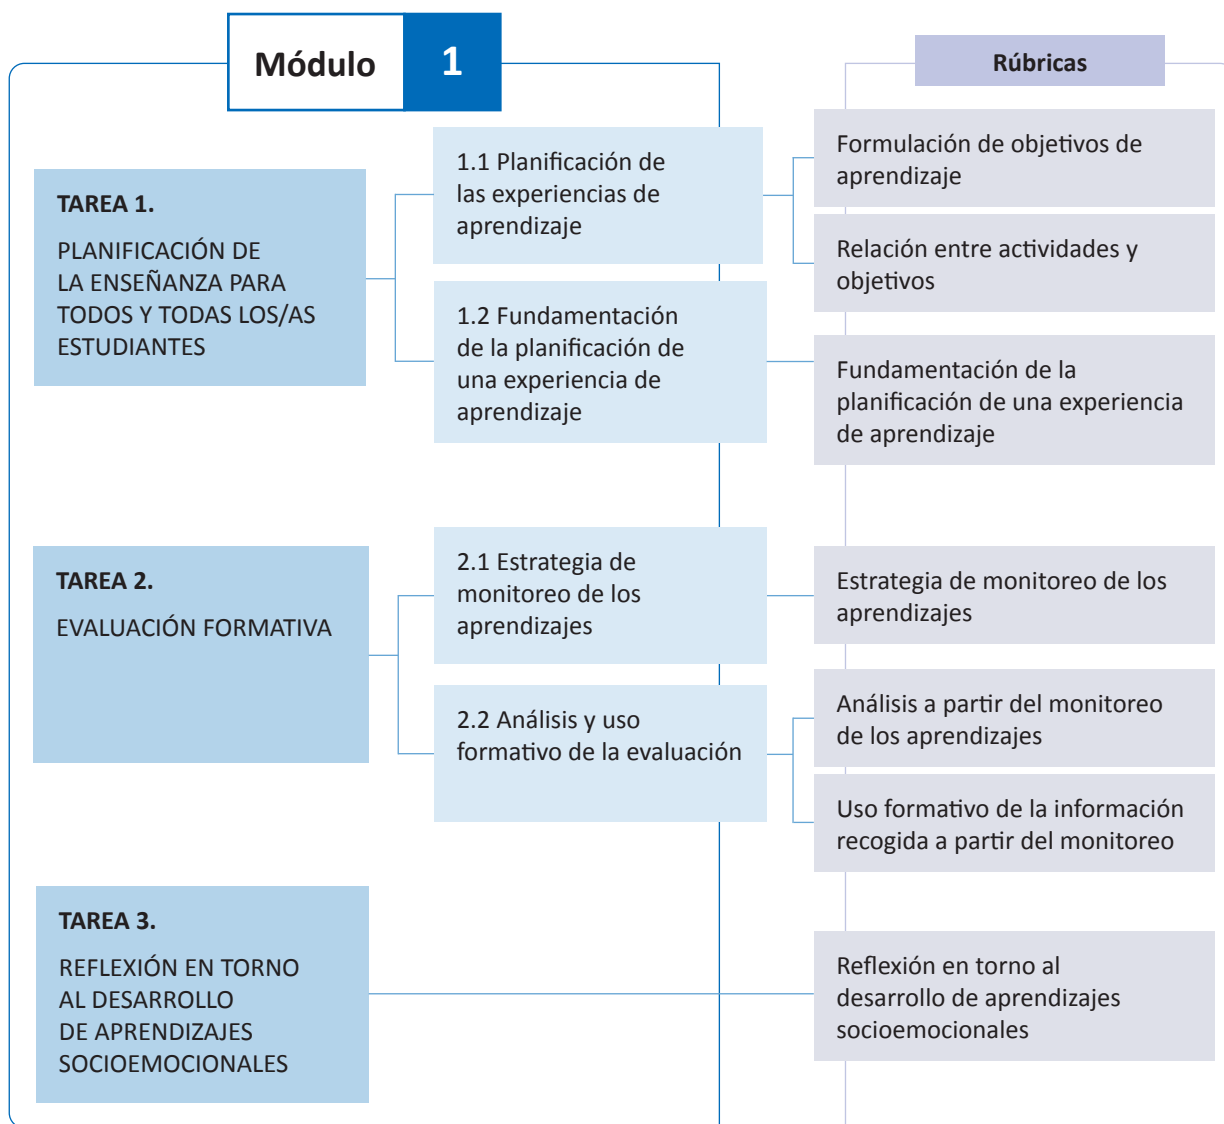 Módulo 1
Rúbricas
TAREA 1.
PLANIFICACIÓN DE
LA ENSEÑANZA PARA
TODOS Y TODAS LOS/AS
ESTUDIANTES
1.1 Planificación de
las experiencias de
aprendizaje
Formulación de objetivos de
aprendizaje
Relación entre actividades y
objetivos
1.2 Fundamentación
de la planificación de
una experiencia de
aprendizaje
Fundamentación de la
planificación de una experiencia
de aprendizaje
TAREA 2.
EVALUACIÓN FORMATIVA
2.1 Estrategia de
monitoreo de los
aprendizajes
Estrategia de monitoreo de los
aprendizajes
2.2 Análisis y uso
formativo de la evaluación
Análisis a partir del monitoreo
de los aprendizajes
Uso formativo de la información
recogida a partir del monitoreo
TAREA 3.
REFLEXIÓN EN TORNO
AL DESARROLLO
DE APRENDIZAJES
SOCIOEMOCIONALES
Reflexión en torno al
desarrollo de aprendizajes
socioemocionales